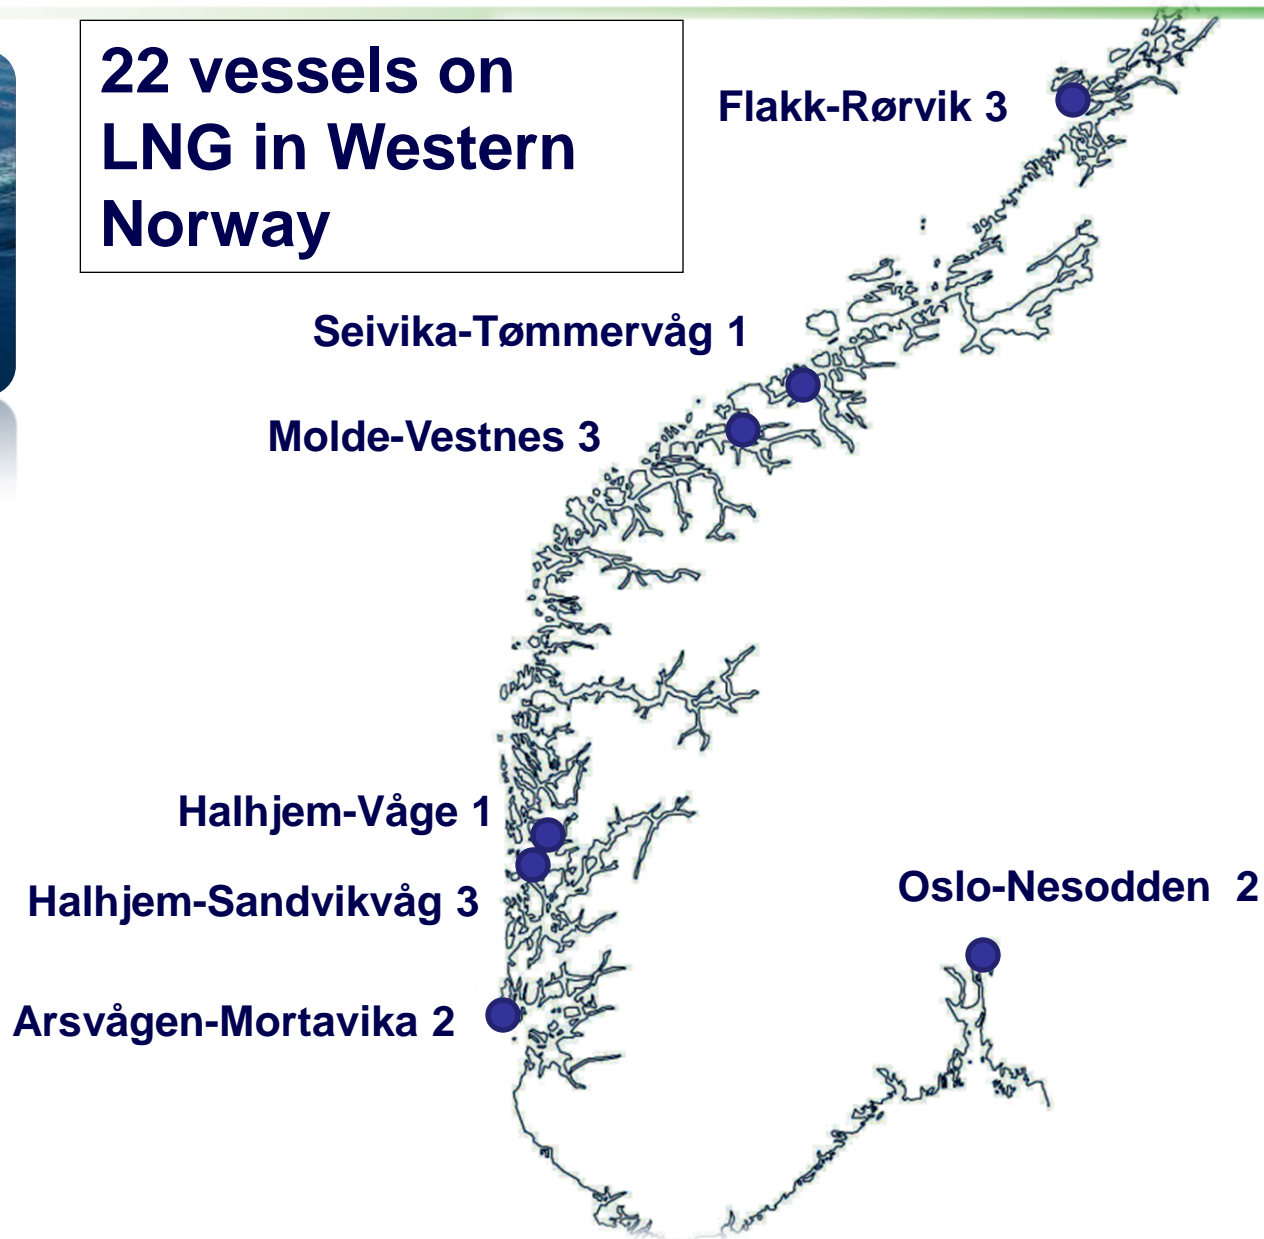 22 vessels on
LNG in Western
Norway
Flakk-Rørvik 3
Seivika-Tømmervåg 1
Molde-Vestnes 3
Halhjem-Våge 1
Halhjem-Sandvikvåg 3
Oslo-Nesodden 2
Arsvågen-Mortavika 2